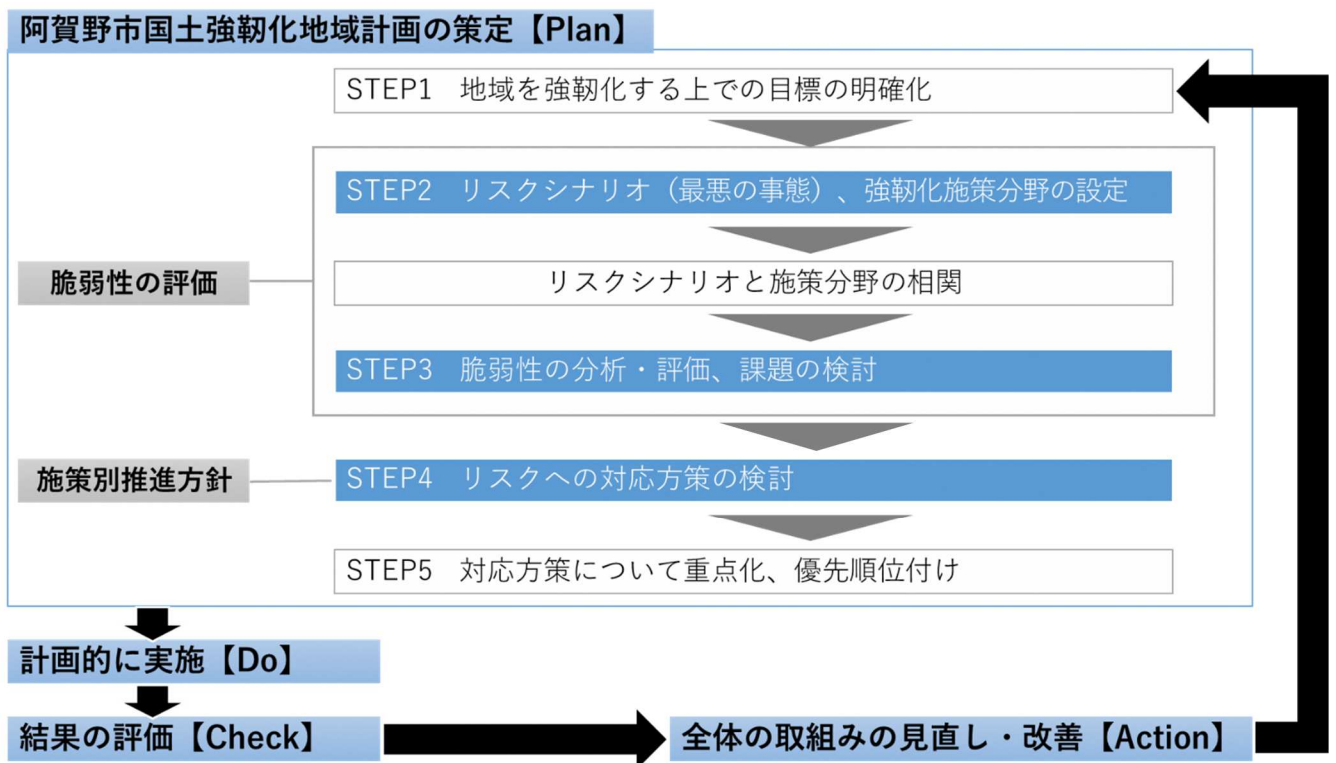 阿賀野市国土強靭化地域計画の策定【Plan】
STEP1　地域を強靭化する上での目標の明確化
STEP2　リスクシナリオ（最悪の事態）、強靭化施策分野の設定
脆弱性の評価
リスクシナリオと施策分野の相関
STEP3　脆弱性の分析・評価、課題の検討
施策別推進方針
STEP4　リスクへの対応方策の検討
STEP5　対応方策について重点化、優先順位付け
計画的に実施【Do】
結果の評価【Check】
全体の取組みの見直し・改善【Action】